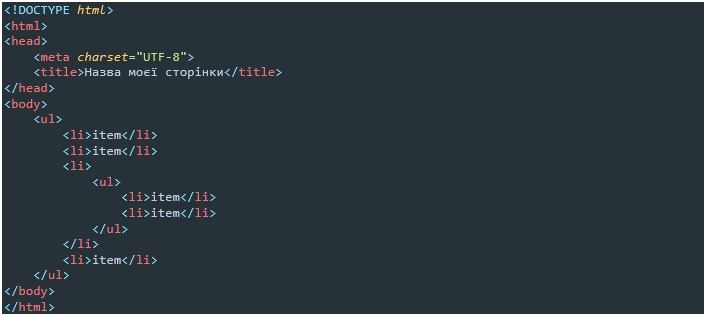 <!DOCTYPE html>
<html>
<head>
    <meta charset="UTF-8">
    <title>Назва моєї сторінки</title>
</head>
<body>
    <ul>
        <li>item</li>
        <li>item</li>
        <li>
            <ul>
                <li>item</li>
                <li>item</li>
            </ul>
        </li>
        <li>item</li>
    </ul>
</body>
</html>